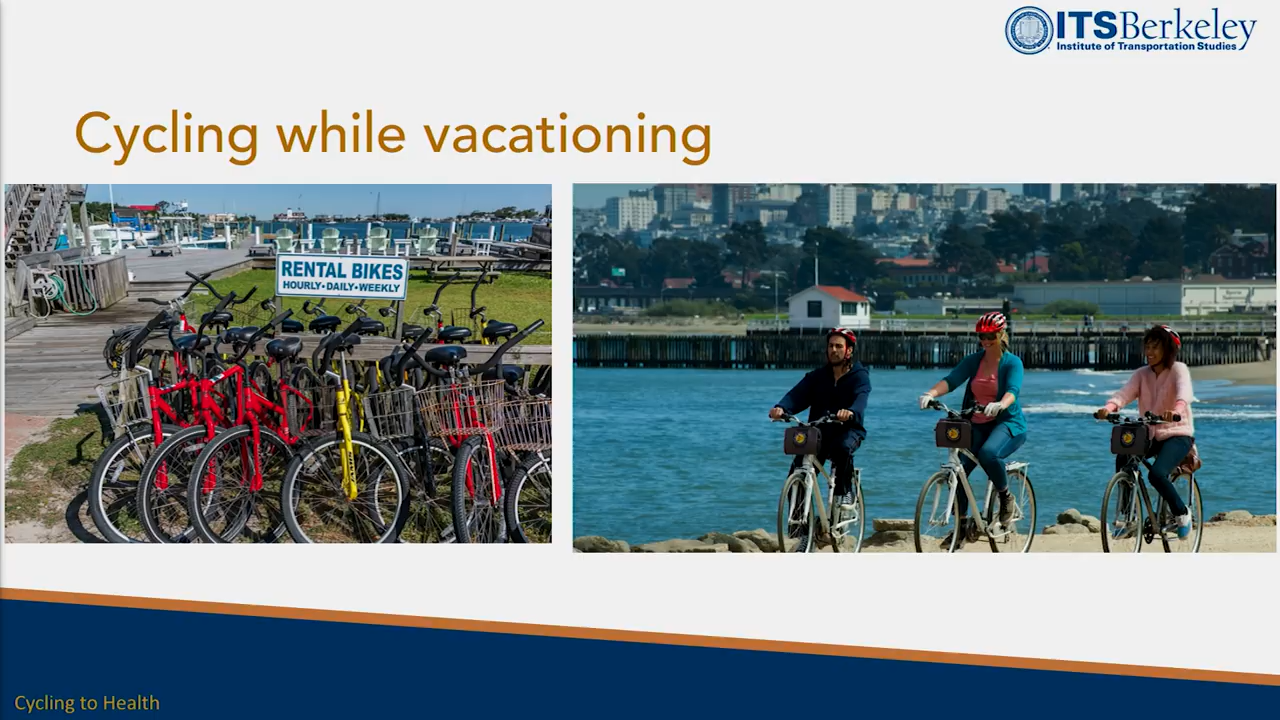 ITSBerkeley
Institute of Transportation Studies
Cycling while vacationing
RENTAL BIKES
HOURLY•DAILY•WEEKLY
Cycling to Health